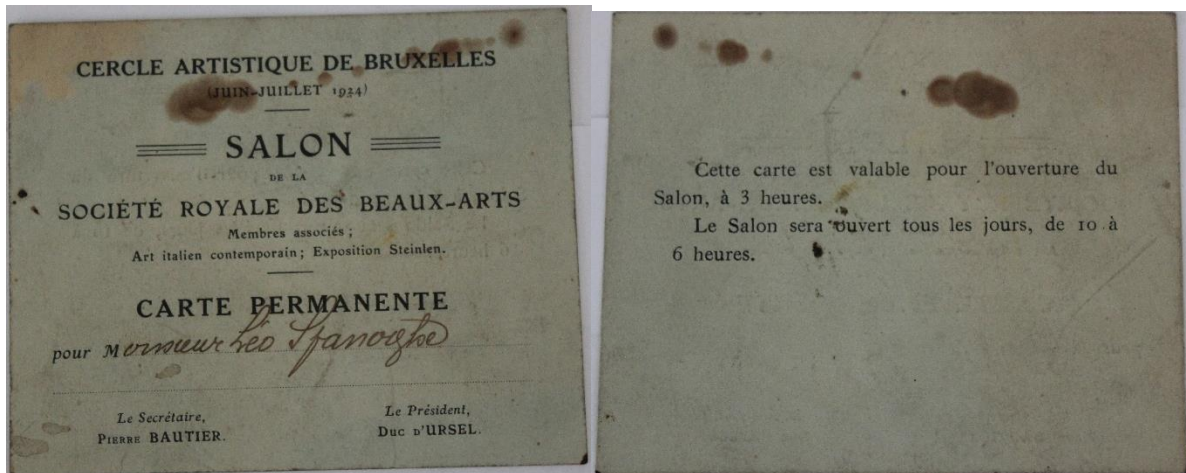 CERCLE ARTISTIQUE DE BRUXELLES
(JUIN-JUILLET 1924)
SALON
DE LA
SOCIÉTÉ ROYALE DES BEAUX-ARTS
Membres associés ;
Art italien contemporain ; Exposition Steinlen.
CARTE PERMANENTE
pour Monsieur Léo Spanoghe
Le Secrétaire,
PIERRE BAUTIER.
Le Président,
Duc D'URSEL.
Cette carte est valable pour l'ouverture du
Salon, à 3 heures.
Le Salon sera ouvert tous les jours, de 10 à
6 heures.